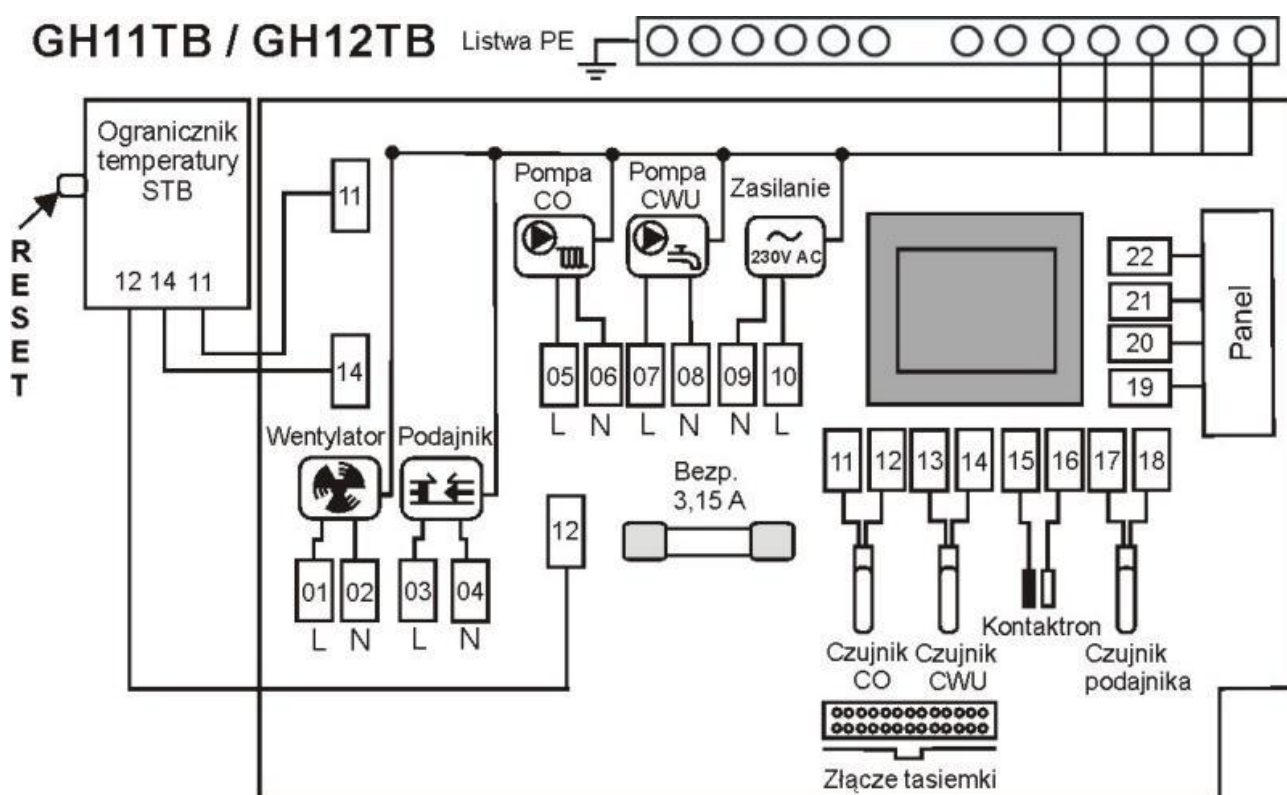 GH11TB / GH12TB
Listwa PE
Ogranicznik
temperatury
STB
12 14 11
RESET
11
14
12
Pompa
CO
Pompa
CWU
Zasilanie
230V AC
05 06 07 08 09 10
L N L N N L
Wentylator
Podajnik
01 02 03 04
L N L N
Bezp.
3,15 A
22
21
20
19
Panel
11 12 13 14 15 16 17 18
Czujnik
CO
Czujnik
CWU
Kontaktron
Czujnik
podajnika
Złącze tasiemki